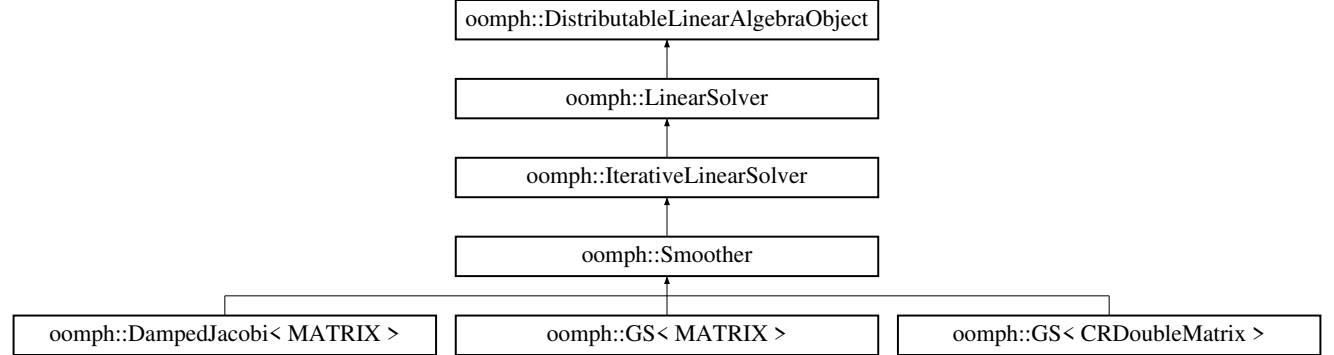 oomph::DistributableLinearAlgebraObject
oomph::LinearSolver
oomph::IterativeLinearSolver
oomph::Smoother
oomph::DampedJacobi< MATRIX >
oomph::GS< MATRIX >
oomph::GS< CRDoubleMatrix >